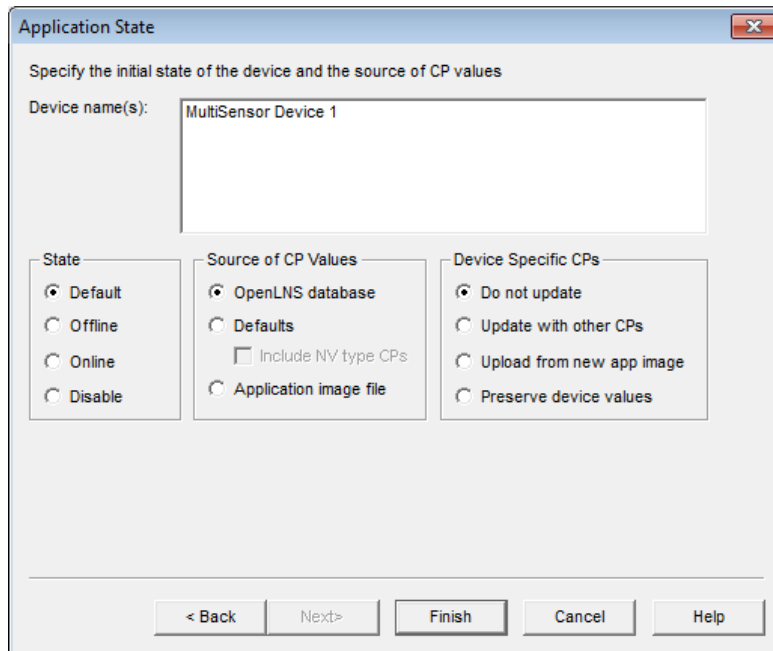 Application State
Specify the initial state of the device and the source of CP values
Device name(s):
MultiSensor Device 1
State
Default
Offline
Online
Disable
Source of CP Values
OpenLNS database
Defaults
Include NV type CPs
Application image file
Device Specific CPs
Do not update
Update with other CPs
Upload from new app image
Preserve device values
< Back
Next>
Finish
Cancel
Help